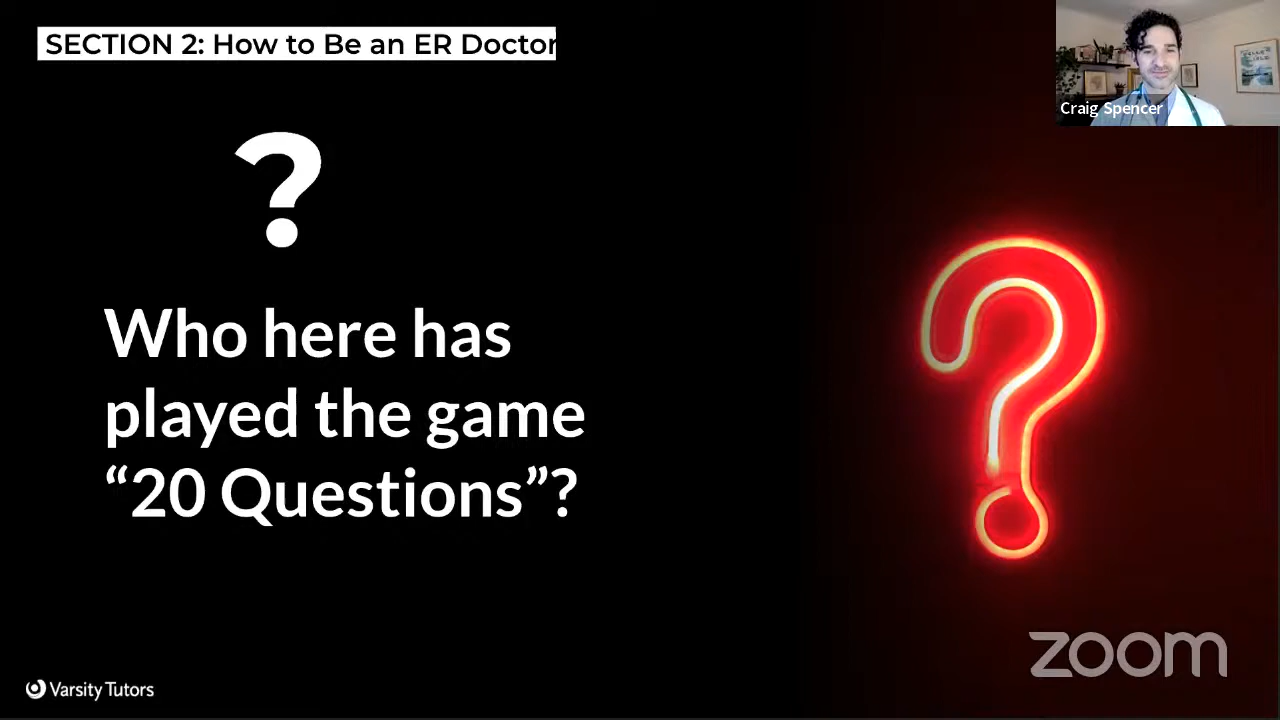 SECTION 2: How to Be an ER Doctor
Craig Spencer
?
Who here has
played the game
“20 Questions”?
zoom
Varsity Tutors